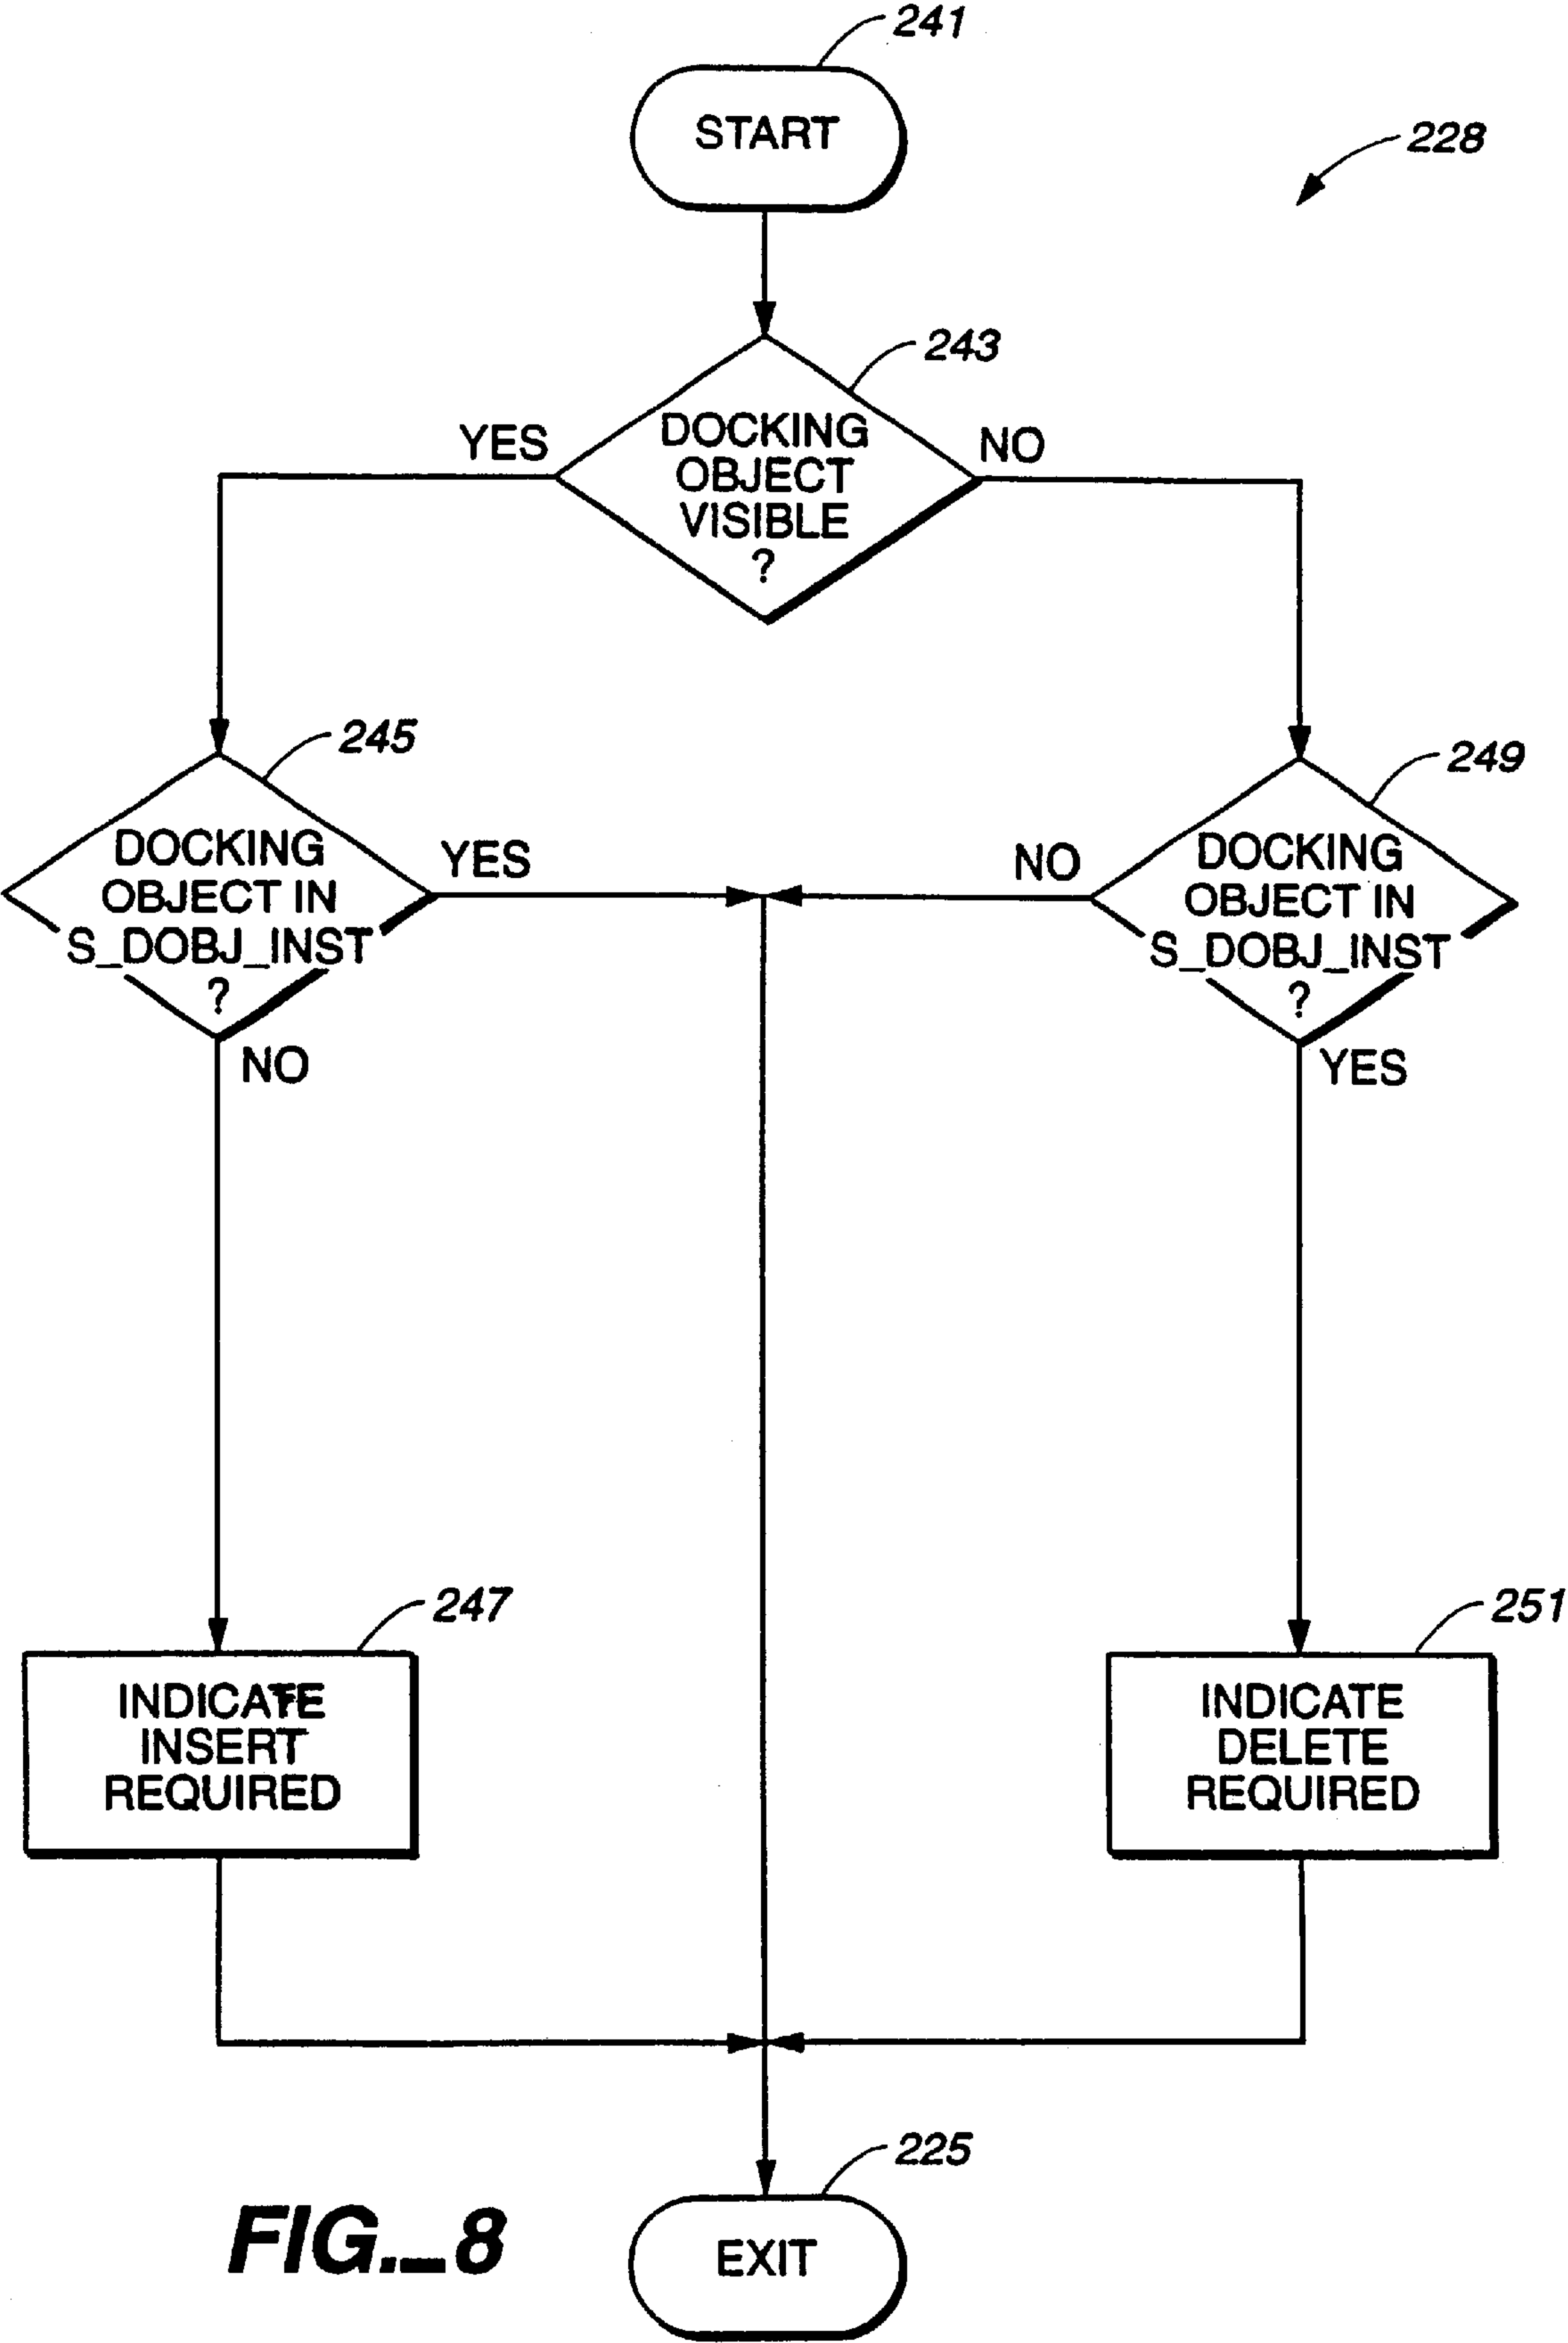 241
START
228
243
DOCKING
OBJECT
VISIBLE
?
YES
NO
245
DOCKING
OBJECT IN
S_DOBJ_INST
?
YES
NO
249
DOCKING
OBJECT IN
S_DOBJ_INST
?
NO
YES
247
INDICATE
INSERT
REQUIRED
251
INDICATE
DELETE
REQUIRED
225
EXIT
FIG._8